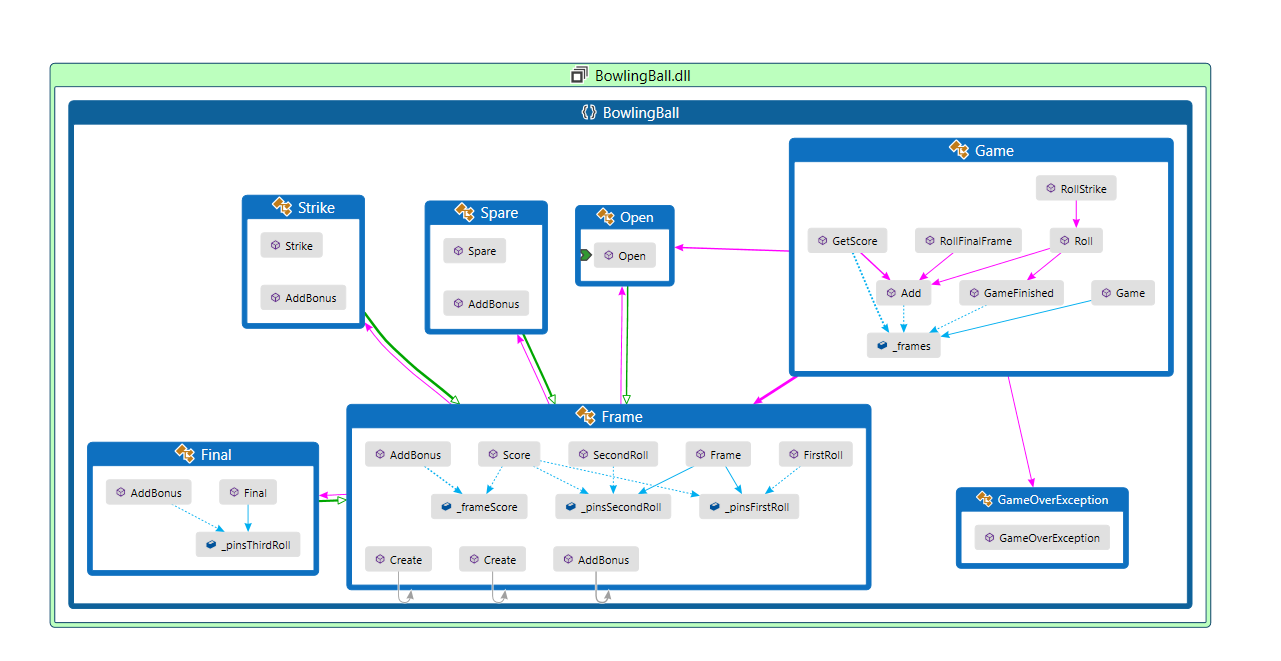 BowlingBall.dll
BowlingBall
Game
RollStrike
GetScore
RollFinalFrame
Roll
Add
GameFinished
Game
_frames
Strike
Strike
AddBonus
Spare
Spare
AddBonus
Open
Open
Frame
AddBonus
Score
SecondRoll
Frame
FirstRoll
_frameScore
_pinsSecondRoll
_pinsFirstRoll
Create
Create
AddBonus
Final
AddBonus
Final
_pinsThirdRoll
GameOverException
GameOverException